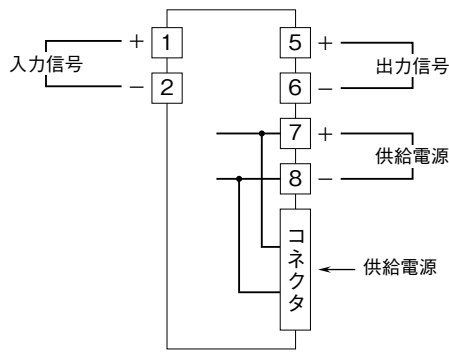 入力信号
+ 1
− 2
5 +
6 −
出力信号
7 +
8 −
供給電源
コネクタ
供給電源